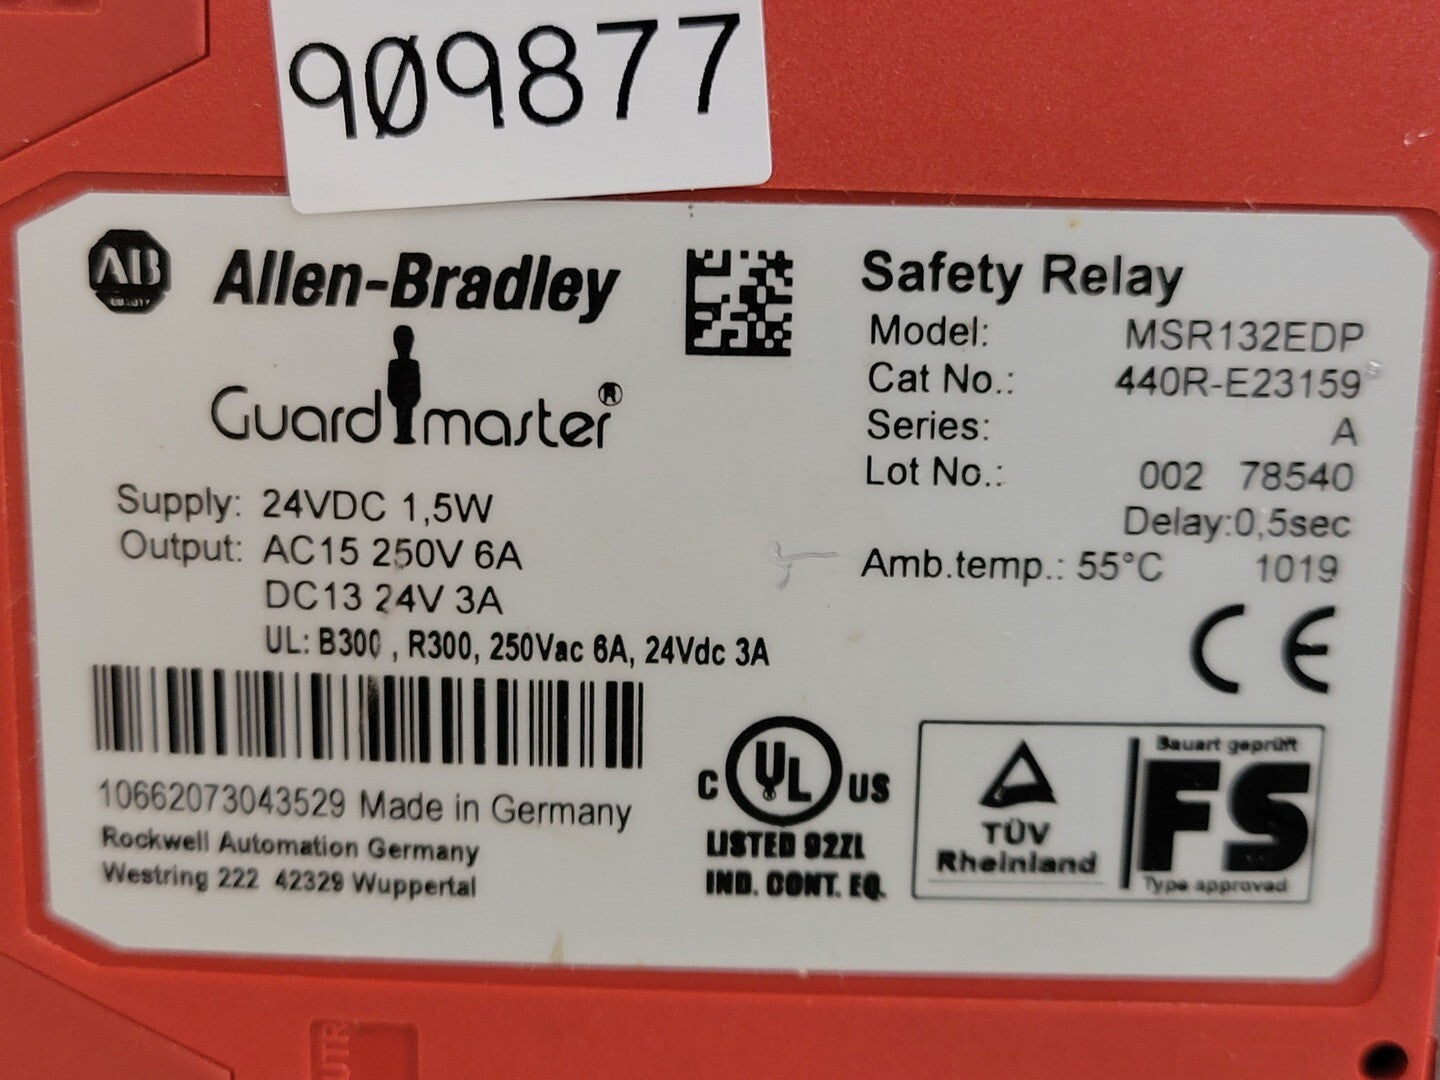 909877
AB
QUALITY
Allen-Bradley
Guardmaster®
Safety Relay
Model: MSR132EDP
Cat No.: 440R-E23159
Series: A
Lot No.: 002 78540
Delay:0,5sec
Amb.temp.: 55°C 1019
Supply: 24VDC 1,5W
Output: AC15 250V 6A
DC13 24V 3A
UL: B300 , R300, 250Vac 6A, 24Vdc 3A
CE
10662073043529 Made in Germany
Rockwell Automation Germany
Westring 222 42329 Wuppertal
C UL US
LISTED 92ZL
IND. CONT. EQ.
TÜV
Rheinland
Bauart geprüft
FS
Type approved